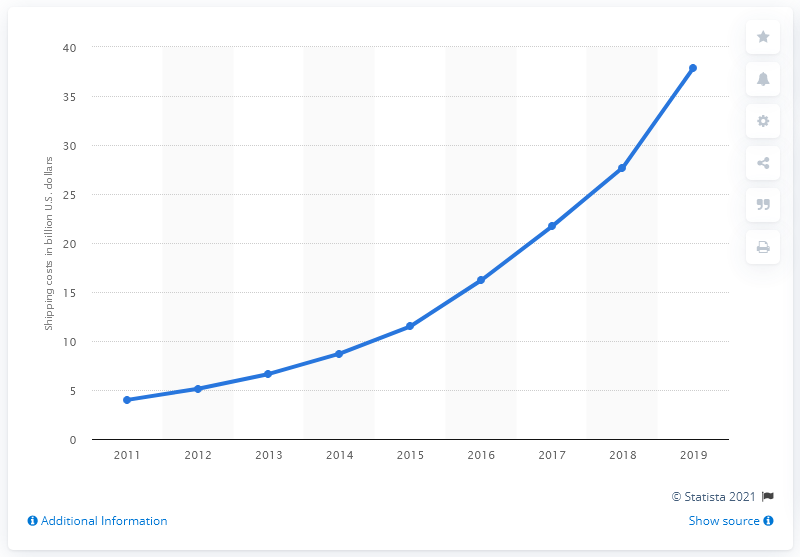 40
35
30
25
20
15
10
5
0
Shipping costs in billion U.S. dollars
2011 2012 2013 2014 2015 2016 2017 2018 2019
© Statista 2021
Additional Information
Show source